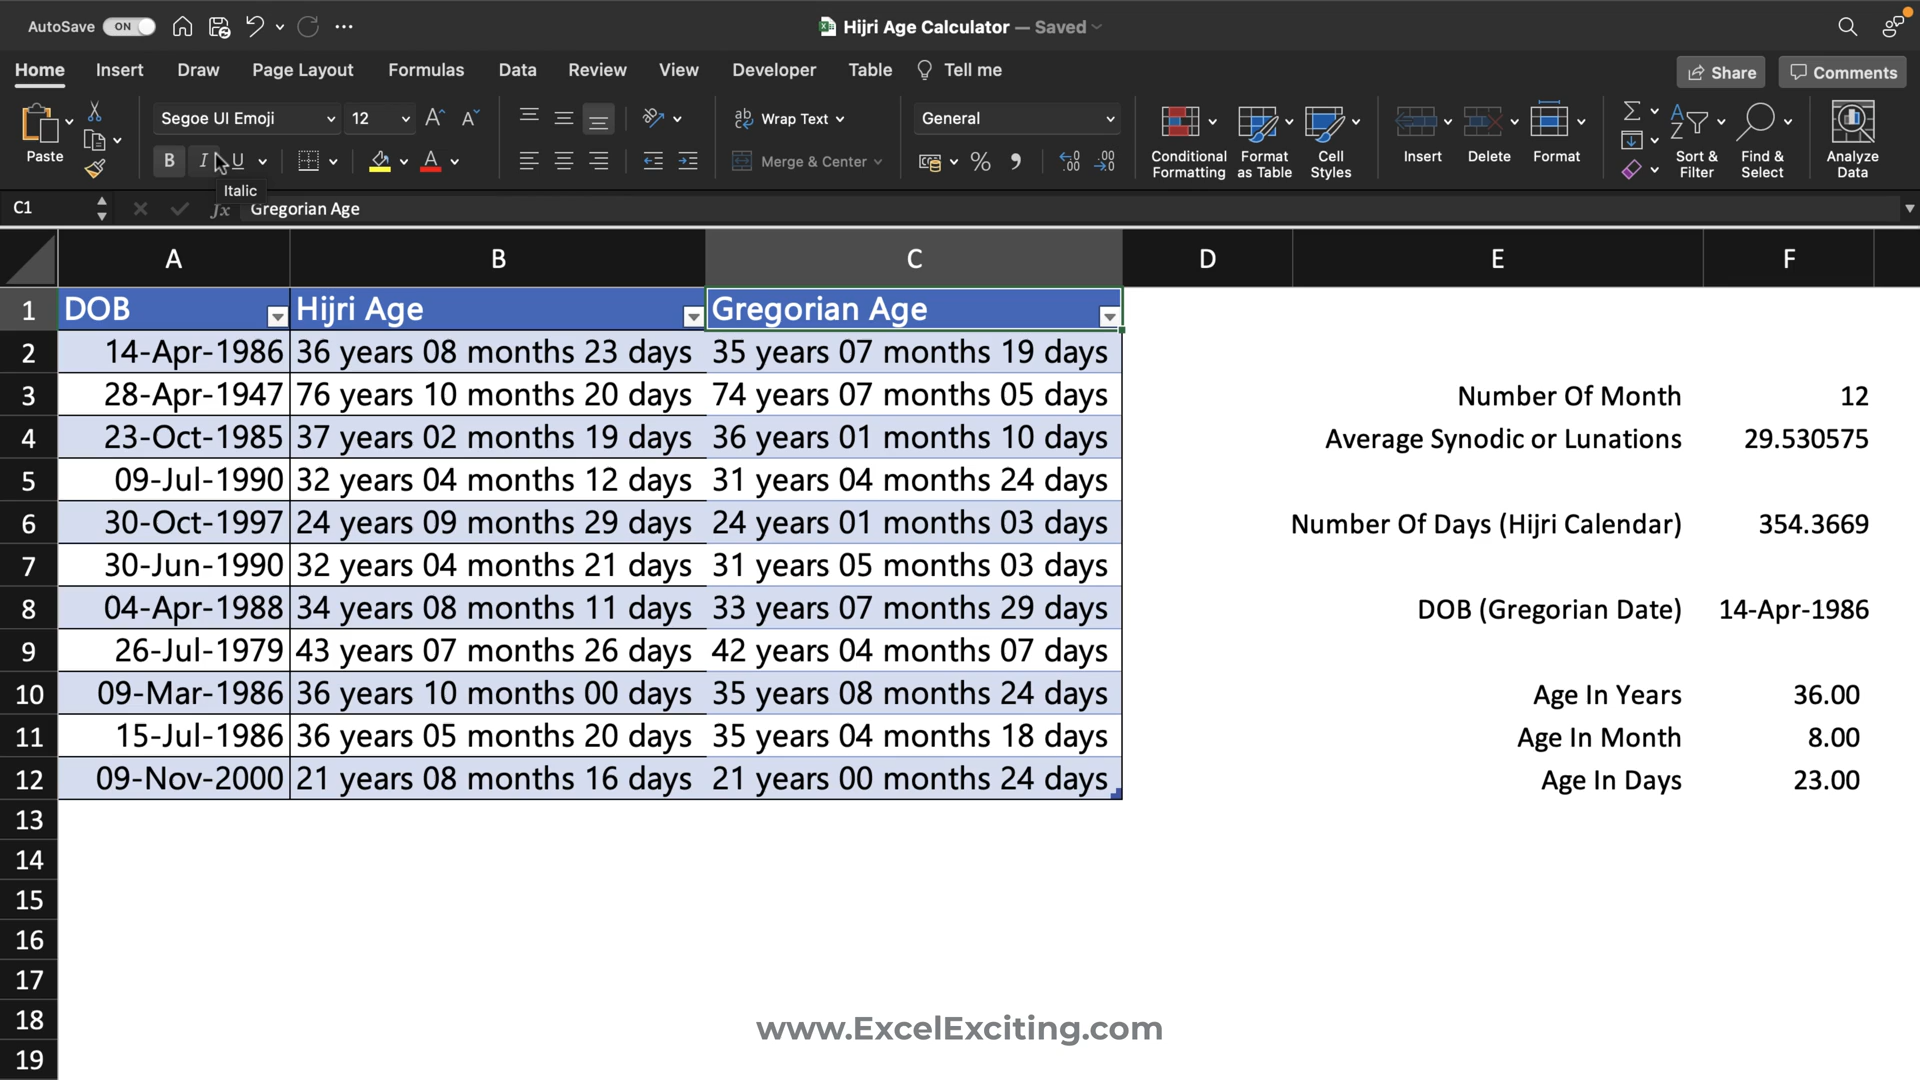 AutoSave ON
Hijri Age Calculator — Saved
Home Insert Draw Page Layout Formulas Data Review View Developer Table Tell me
Share Comments
Paste
Segoe UI Emoji 12
B I U
Italic
Wrap Text
Merge & Center
General
Conditional Formatting
Format as Table
Cell Styles
Insert Delete Format
Sort & Filter
Find & Select
Analyze Data
C1 fx Gregorian Age
A B C D E F
1 DOB Hijri Age Gregorian Age
2 14-Apr-1986 36 years 08 months 23 days 35 years 07 months 19 days
3 28-Apr-1947 76 years 10 months 20 days 74 years 07 months 05 days Number Of Month 12
4 23-Oct-1985 37 years 02 months 19 days 36 years 01 months 10 days Average Synodic or Lunations 29.530575
5 09-Jul-1990 32 years 04 months 12 days 31 years 04 months 24 days
6 30-Oct-1997 24 years 09 months 29 days 24 years 01 months 03 days Number Of Days (Hijri Calendar) 354.3669
7 30-Jun-1990 32 years 04 months 21 days 31 years 05 months 03 days
8 04-Apr-1988 34 years 08 months 11 days 33 years 07 months 29 days DOB (Gregorian Date) 14-Apr-1986
9 26-Jul-1979 43 years 07 months 26 days 42 years 04 months 07 days
10 09-Mar-1986 36 years 10 months 00 days 35 years 08 months 24 days Age In Years 36.00
11 15-Jul-1986 36 years 05 months 20 days 35 years 04 months 18 days Age In Month 8.00
12 09-Nov-2000 21 years 08 months 16 days 21 years 00 months 24 days Age In Days 23.00
13
14
15
16
17
18
www.ExcelExciting.com
19